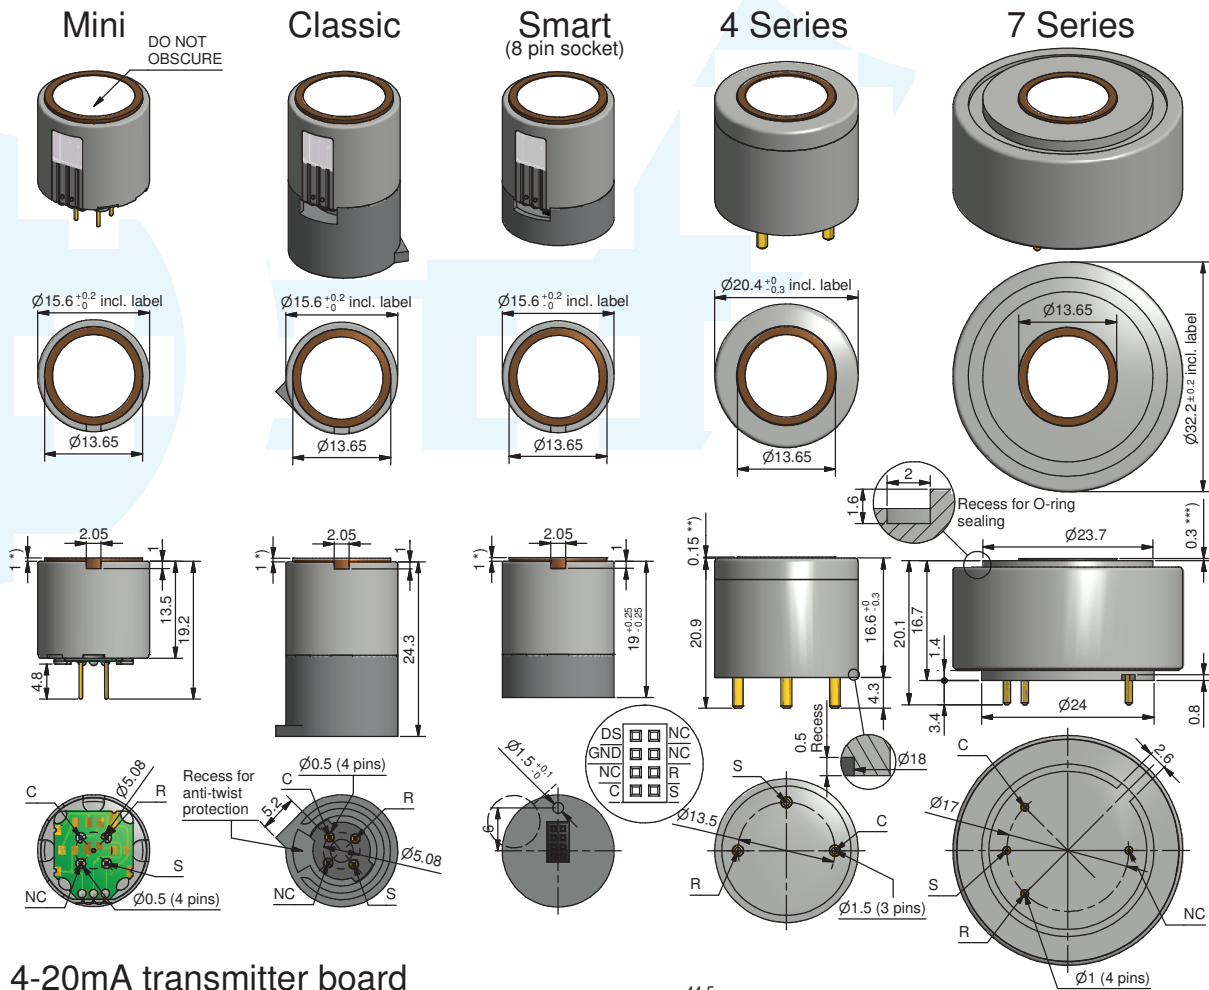 Mini
Classic
Smart
(8 pin socket)
4 Series
7 Series
DO NOT
OBSCURE
Ø15.6 +0.2 -0 incl. label
Ø15.6 +0.2 -0 incl. label
Ø15.6 +0.2 -0 incl. label
Ø20.4 +0 -0.3 incl. label
Ø13.65
Ø32.2 ±0.2 incl. label
Ø13.65
Ø13.65
Ø13.65
Ø13.65
2
1.6
Recess for O-ring
sealing
2.05
1
1 *)
13.5
19.2
4.8
2.05
1
1 *)
24.3
2.05
1
1 *)
19 +0.25 -0.25
0.15 **)
20.9
16.6 +0 -0.3
4.3
0.5
Recess
Ø18
Ø23.7
0.3 ***)
20.1
16.7
1.4
3.4
Ø24
0.8
DS
NC
GND
NC
NC
R
C
S
Ø5.08
C
R
S
NC
Ø0.5 (4 pins)
Recess for
anti-twist
protection
5.2
C
Ø0.5 (4 pins)
R
Ø5.08
NC
S
Ø1.5 +0.1 -0
6
S
Ø13.5
C
R
Ø1.5 (3 pins)
C
2.6
Ø17
S
R
NC
Ø1 (4 pins)
4-20mA transmitter board
44.5